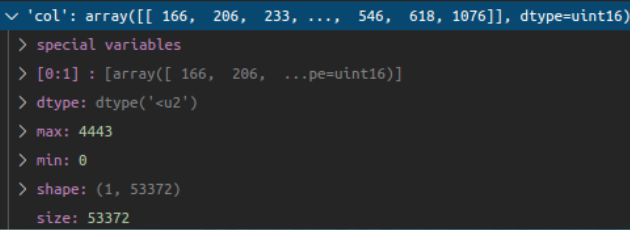 'col': array([[ 166, 206, 233, ..., 546, 618, 1076]], dtype=uint16)
special variables
[0:1] : [array([ 166, 206, ...pe=uint16)]
dtype: dtype('<u2')
max: 4443
min: 0
shape: (1, 53372)
size: 53372